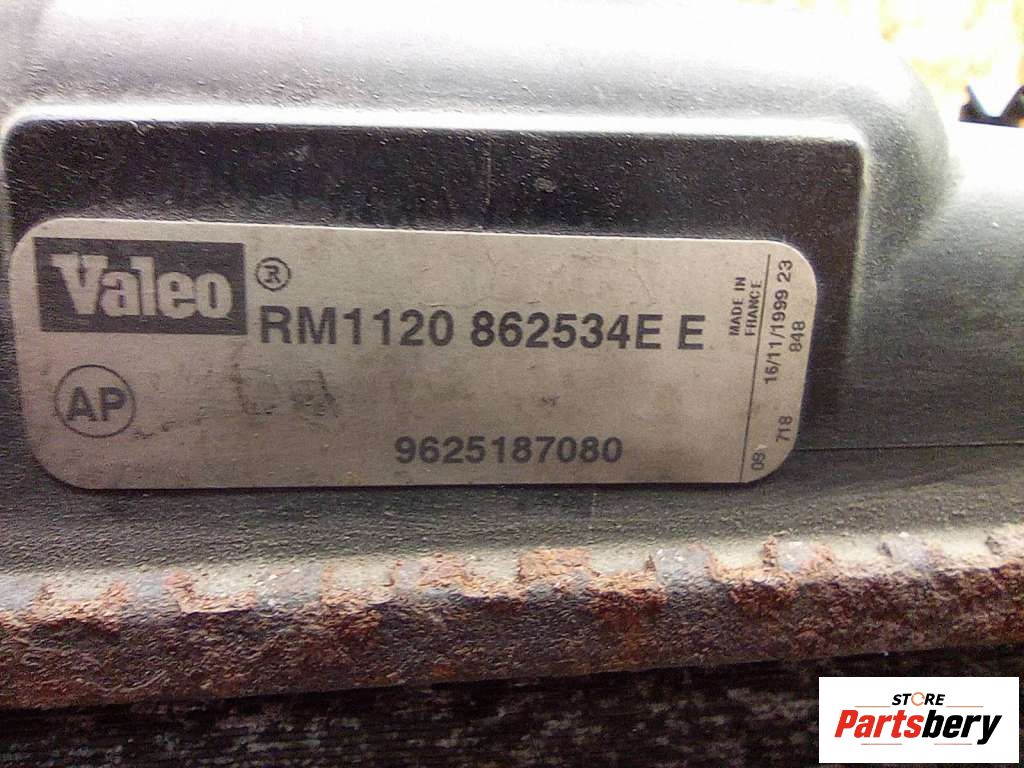 Valeo ®
RM1120 862534E E
AP
9625187080
MADE IN
FRANCE
16/11/1999 23
718 848
STORE
Partsbery